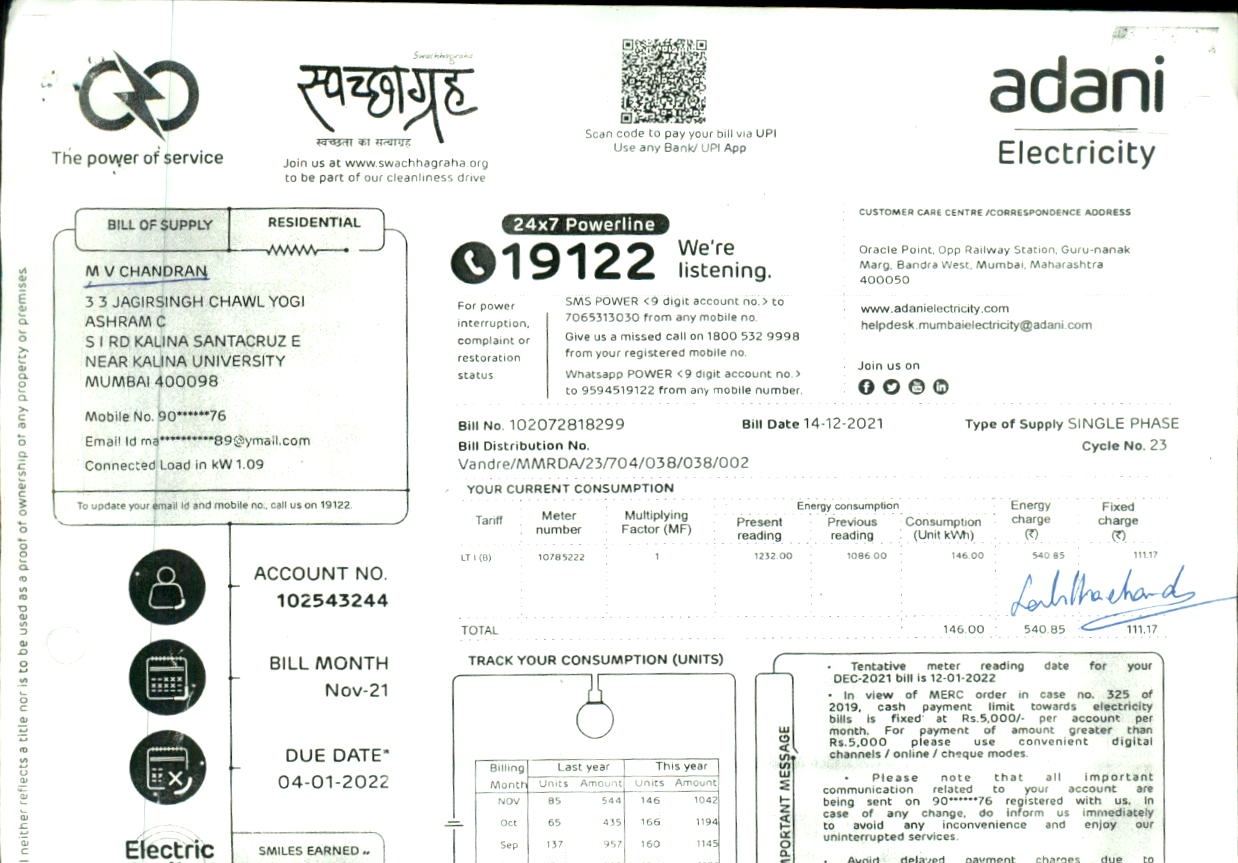 The power of service
Swachhagraha
स्वच्छाग्रह
स्वच्छता का सत्याग्रह
Join us at www.swachhagraha.org
to be part of our cleanliness drive
Scan code to pay your bill via UPI
Use any Bank/ UPI App
adani
Electricity
l neither reflects a title nor is to be used as a proof of ownership of any property or premises
BILL OF SUPPLY
RESIDENTIAL
M V CHANDRAN
3 3 JAGIRSINGH CHAWL YOGI
ASHRAM C
S I RD KALINA SANTACRUZ E
NEAR KALINA UNIVERSITY
MUMBAI 400098
Mobile No. 90******76
Email Id ma**********89@ymail.com
Connected Load in kW 1.09
To update your email id and mobile no., call us on 19122.
24x7 Powerline
19122 We're
listening.
For power
interruption,
complaint or
restoration
status
SMS POWER <9 digit account no.> to
7065313030 from any mobile no.
Give us a missed call on 1800 532 9998
from your registered mobile no.
Whatsapp POWER <9 digit account no.>
to 9594519122 from any mobile number.
CUSTOMER CARE CENTRE /CORRESPONDENCE ADDRESS
Oracle Point, Opp Railway Station, Guru-nanak
Marg, Bandra West, Mumbai, Maharashtra
400050
www.adanielectricity.com
helpdesk.mumbaielectricity@adani.com
Join us on
Bill No. 102072818299 Bill Date 14-12-2021 Type of Supply SINGLE PHASE
Bill Distribution No. Cycle No. 23
Vandre/MMRDA/23/704/038/038/002
YOUR CURRENT CONSUMPTION
Tariff Meter number Multiplying Factor (MF) Energy consumption Present reading Previous reading Consumption (Unit kWh) Energy charge (₹) Fixed charge (₹)
LT I (B) 10785222 1 1232.00 1086.00 146.00 540.85 111.17
TOTAL 146.00 540.85 111.17
ACCOUNT NO.
102543244
BILL MONTH
Nov-21
DUE DATE*
04-01-2022
Electric
SMILES EARNED
TRACK YOUR CONSUMPTION (UNITS)
Billing Last year This year
Month Units Amount Units Amount
NOV 85 544 146 1042
Oct 65 435 166 1194
Sep 137 957 160 1145
PORTANT MESSAGE
• Tentative meter reading date for your
DEC-2021 bill is 12-01-2022
• In view of MERC order in case no. 325 of
2019, cash payment limit towards electricity
bills is fixed at Rs.5,000/- per account per
month. For payment of amount greater than
Rs.5,000 please use convenient digital
channels / online / cheque modes.
• Please note that all important
communication related to your account are
being sent on 90******76 registered with us. In
case of any change, do inform us immediately
to avoid any inconvenience and enjoy our
uninterrupted services.
• Avoid delayed payment charges due to